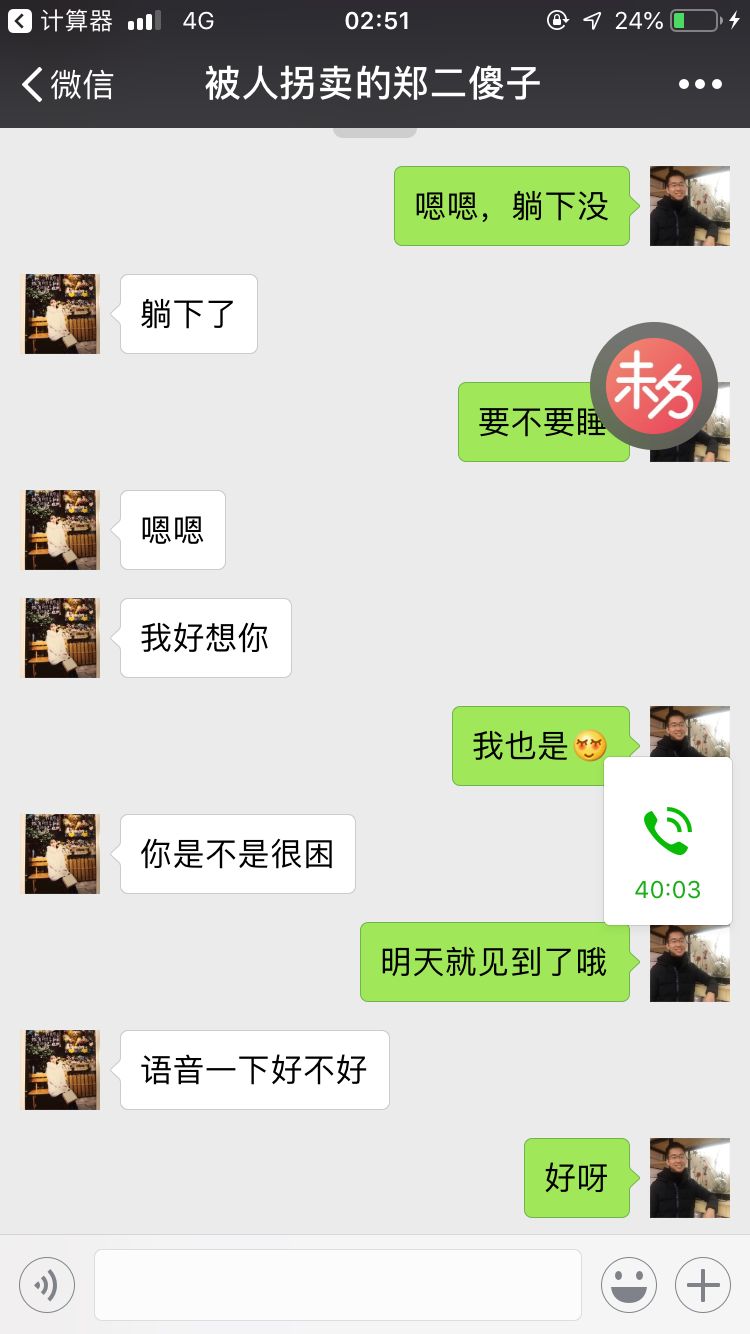 计算器 4G 02:51 24%
微信 被人拐卖的郑二傻子
嗯嗯，躺下没
躺下了
要不要睡
嗯嗯
我好想你
我也是
你是不是很困
40:03
明天就见到了哦
语音一下好不好
好呀